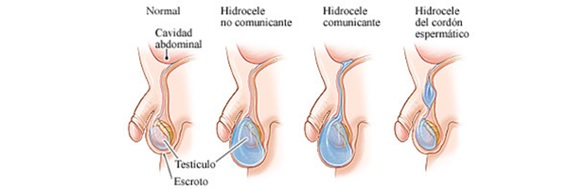 Normal
Cavidad
abdominal
Hidrocele
no comunicante
Hidrocele
comunicante
Hidrocele
del cordón
espermático
Testículo
Escroto